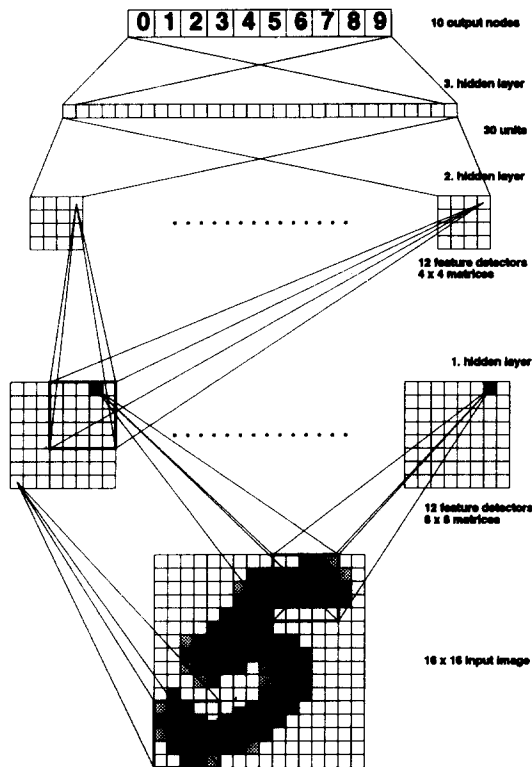 0 1 2 3 4 5 6 7 8 9
10 output nodes
3. hidden layer
30 units
2. hidden layer
12 feature detectors
4 x 4 matrices
1. hidden layer
12 feature detectors
8 x 8 matrices
16 x 16 input image